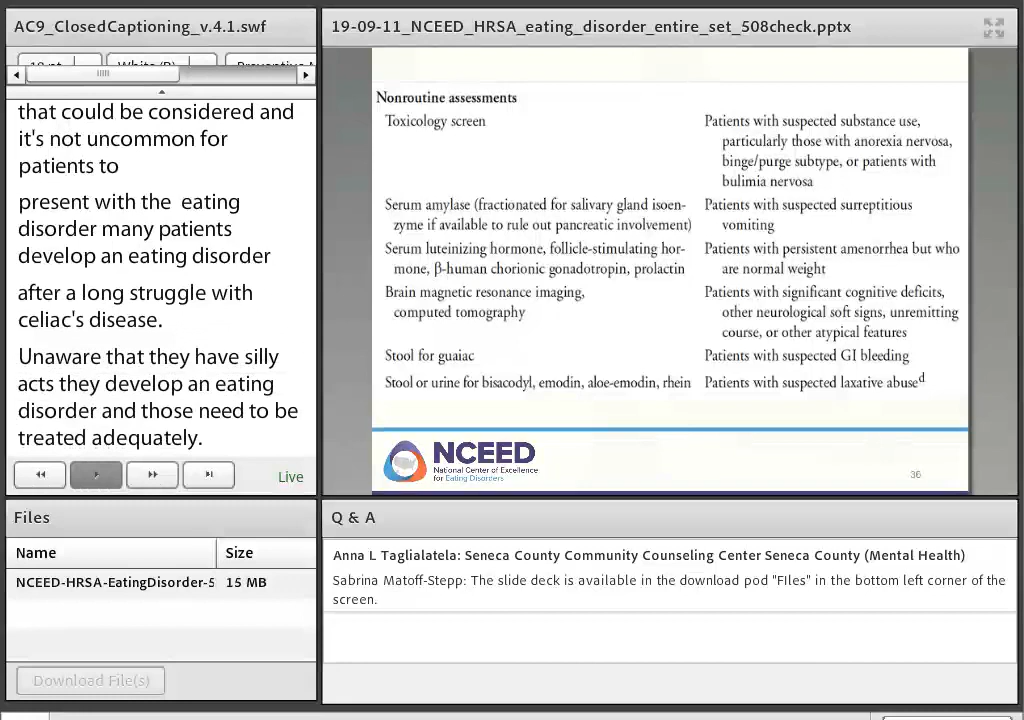 AC9_ClosedCaptioning_v.4.1.swf
that could be considered and
it's not uncommon for
patients to
present with the eating
disorder many patients
develop an eating disorder
after a long struggle with
celiac's disease.
Unaware that they have silly
acts they develop an eating
disorder and those need to be
treated adequately.
Live
19-09-11_NCEED_HRSA_eating_disorder_entire_set_508check.pptx
Nonroutine assessments
Toxicology screen
Patients with suspected substance use,
particularly those with anorexia nervosa,
binge/purge subtype, or patients with
bulimia nervosa
Serum amylase (fractionated for salivary gland isoen-
zyme if available to rule out pancreatic involvement)
Patients with suspected surreptitious
vomiting
Serum luteinizing hormone, follicle-stimulating hor-
mone, β-human chorionic gonadotropin, prolactin
Patients with persistent amenorrhea but who
are normal weight
Brain magnetic resonance imaging,
computed tomography
Patients with significant cognitive deficits,
other neurological soft signs, unremitting
course, or other atypical features
Stool for guaiac
Patients with suspected GI bleeding
Stool or urine for bisacodyl, emodin, aloe-emodin, rhein
Patients with suspected laxative abused
NCEED
National Center of Excellence
for Eating Disorders
36
Files
Name Size
NCEED-HRSA-EatingDisorder-5 15 MB
Download File(s)
Q & A
Anna L Taglialatela: Seneca County Community Counseling Center Seneca County (Mental Health)
Sabrina Matoff-Stepp: The slide deck is available in the download pod "FIles" in the bottom left corner of the
screen.